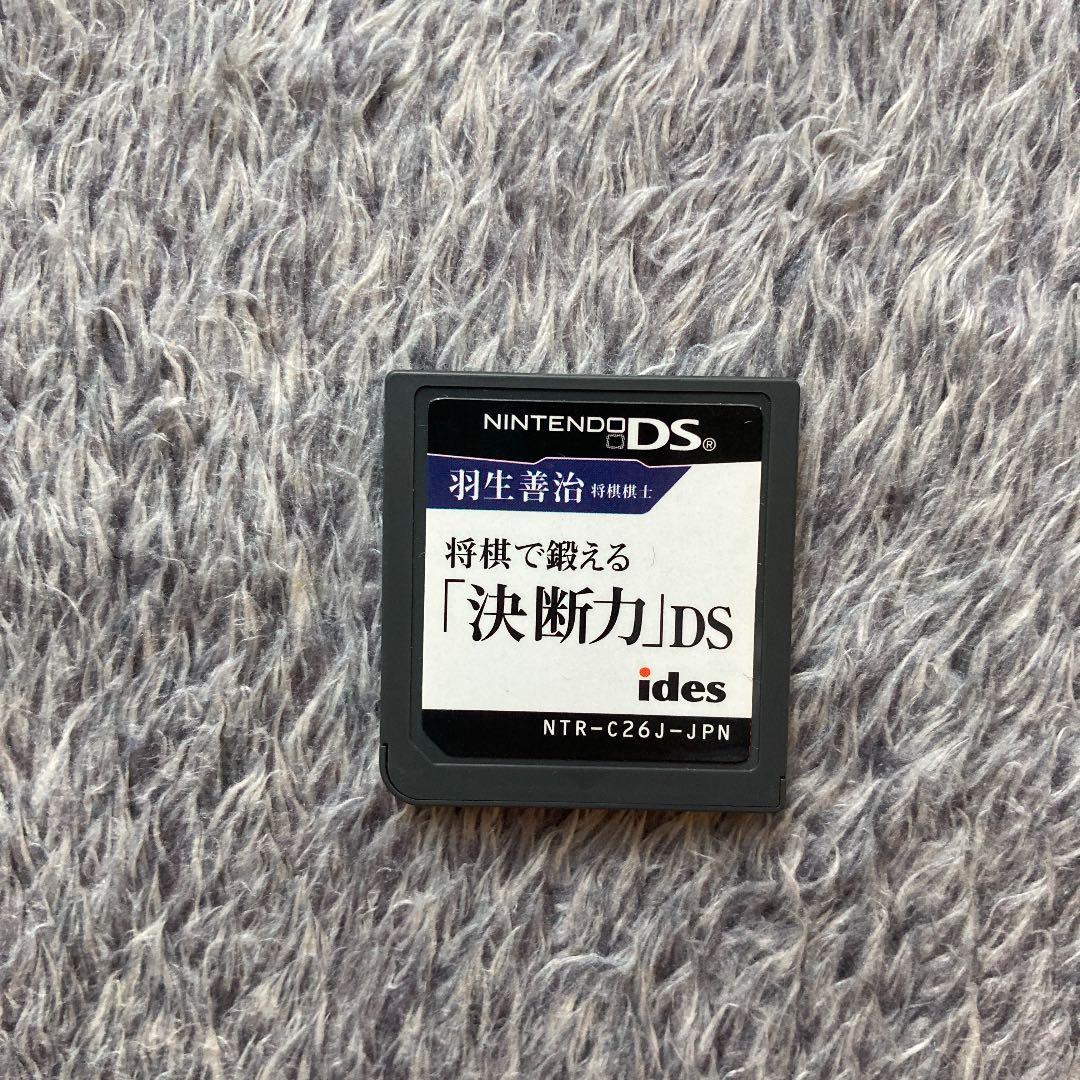 NINTENDO DS®
羽生善治 将棋棋士
将棋で鍛える
「決断力」DS
ides
NTR-C26J-JPN